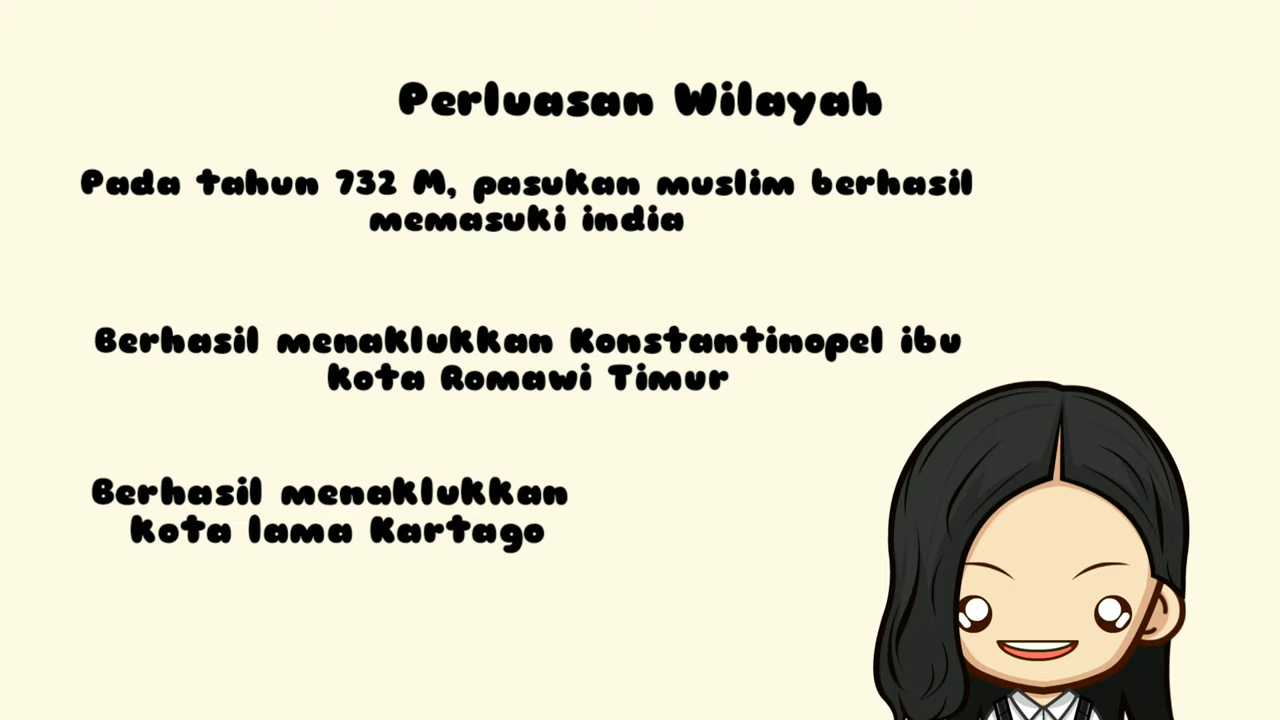 Perluasan Wilayah
Pada tahun 732 M, pasukan muslim berhasil
memasuki india
Berhasil menaklukkan Konstantinopel ibu
kota Romawi Timur
Berhasil menaklukkan
kota lama Kartago